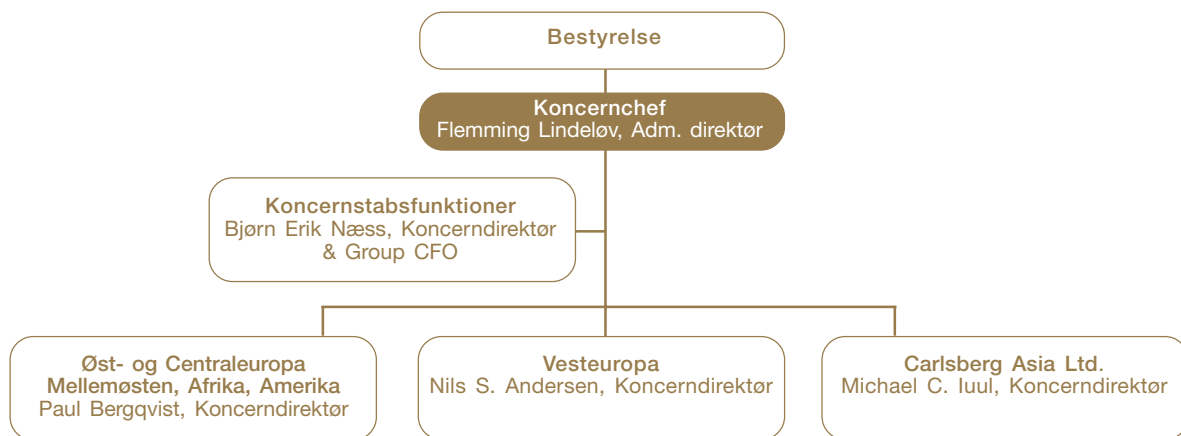 Bestyrelse
Koncernchef
Flemming Lindeløv, Adm. direktør
Koncernstabsfunktioner
Bjørn Erik Næss, Koncerndirektør
& Group CFO
Øst- og Centraleuropa
Mellemøsten, Afrika, Amerika
Paul Bergqvist, Koncerndirektør
Vesteuropa
Nils S. Andersen, Koncerndirektør
Carlsberg Asia Ltd.
Michael C. Iuul, Koncerndirektør